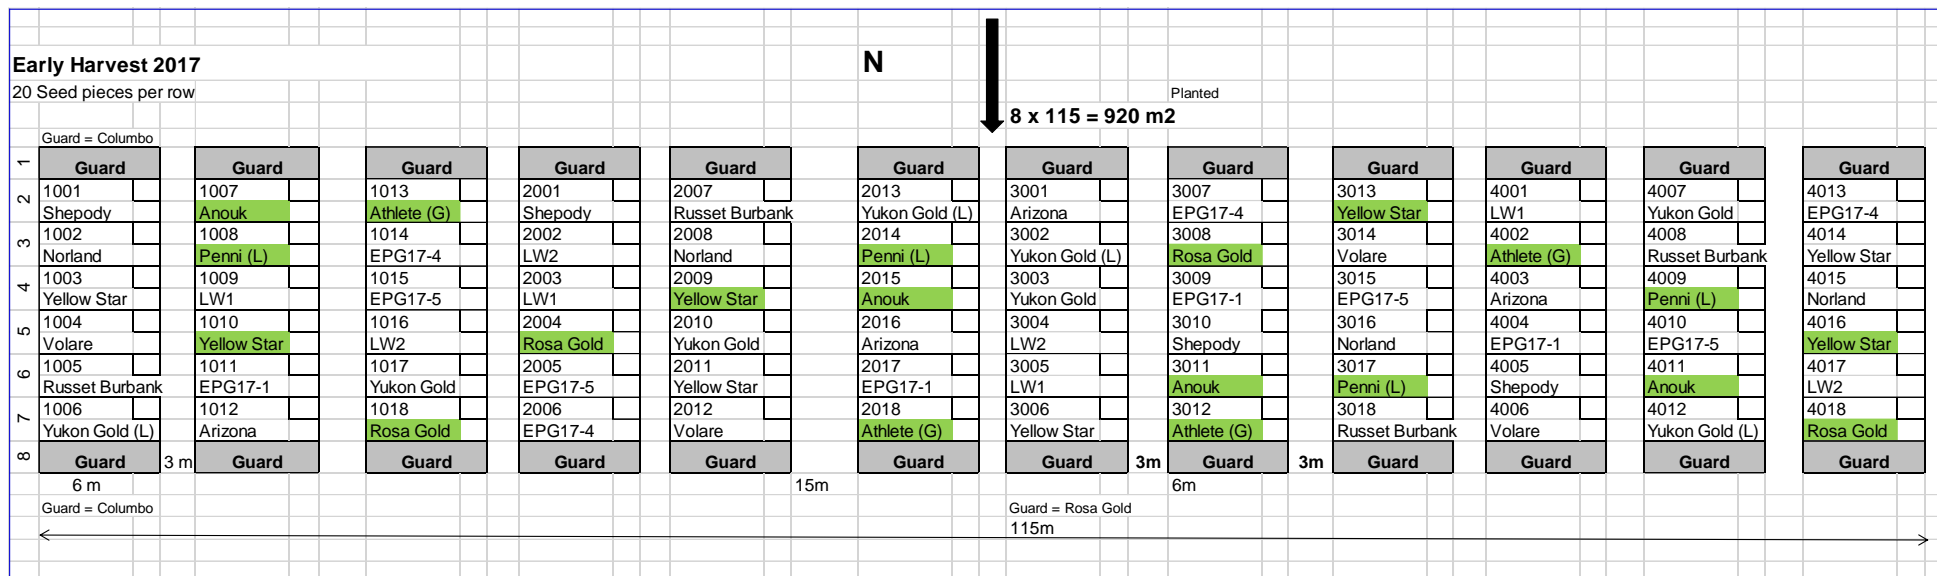 N
Early Harvest 2017
20 Seed pieces per row
Planted
8 x 115 = 920 m2
Guard = Columbo
1 Guard Guard Guard Guard Guard Guard Guard Guard Guard Guard Guard Guard
2 1001 1007 1013 2001 2007 2013 3001 3007 3013 4001 4007 4013
Shepody Anouk Athlete (G) Shepody Russet Burbank Yukon Gold (L) Arizona EPG17-4 Yellow Star LW1 Yukon Gold EPG17-4
3 1002 1008 1014 2002 2008 2014 3002 3008 3014 4002 4008 4014
Norland Penni (L) EPG17-4 LW2 Norland Penni (L) Yukon Gold (L) Rosa Gold Volare Athlete (G) Russet Burbank Yellow Star
4 1003 1009 1015 2003 2009 2015 3003 3009 3015 4003 4009 4015
Yellow Star LW1 EPG17-5 LW1 Yellow Star Anouk Yukon Gold EPG17-1 EPG17-5 Arizona Penni (L) Norland
5 1004 1010 1016 2004 2010 2016 3004 3010 3016 4004 4010 4016
Volare Yellow Star LW2 Rosa Gold Yukon Gold Arizona LW2 Shepody Norland EPG17-1 EPG17-5 Yellow Star
6 1005 1011 1017 2005 2011 2017 3005 3011 3017 4005 4011 4017
Russet Burbank EPG17-1 Yukon Gold EPG17-5 Yellow Star EPG17-1 LW1 Anouk Penni (L) Shepody Anouk LW2
7 1006 1012 1018 2006 2012 2018 3006 3012 3018 4006 4012 4018
Yukon Gold (L) Arizona Rosa Gold EPG17-4 Volare Athlete (G) Yellow Star Athlete (G) Russet Burbank Volare Yukon Gold (L) Rosa Gold
8 Guard 3 m Guard Guard Guard Guard Guard Guard 3m Guard 3m Guard Guard Guard Guard
6 m 15m 6m
Guard = Columbo Guard = Rosa Gold
115m